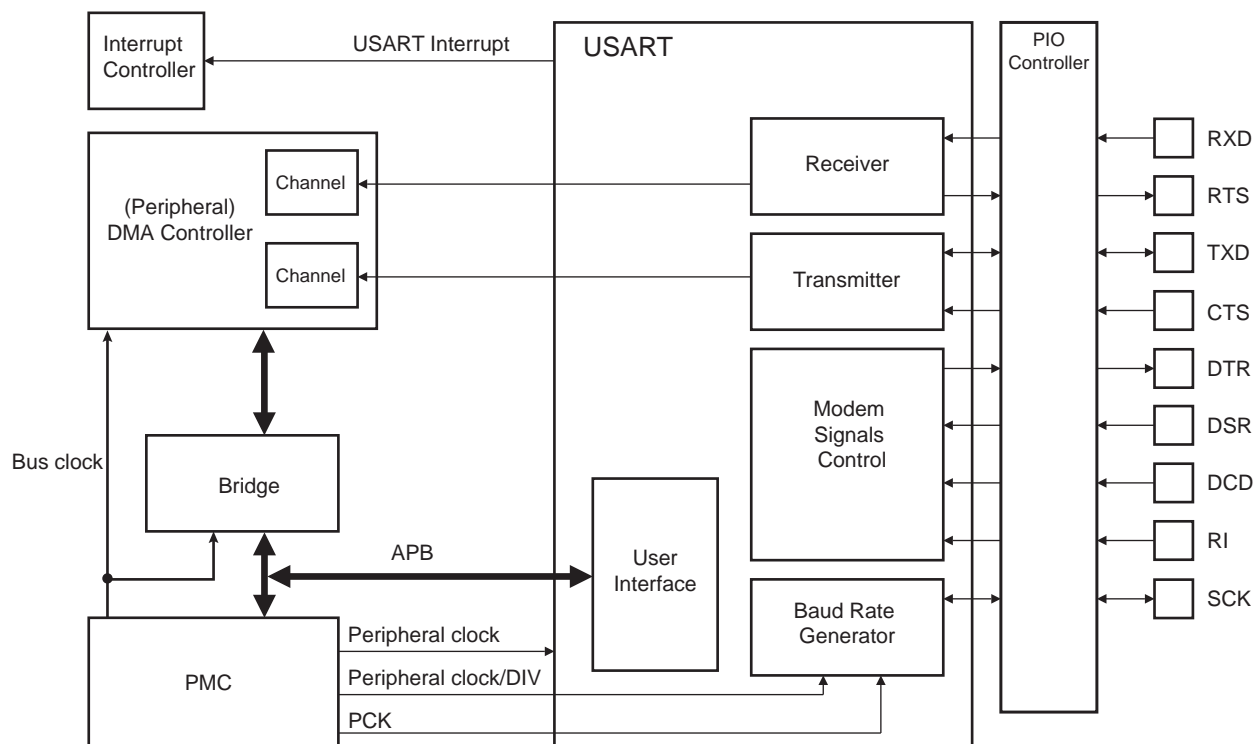 Interrupt
Controller
USART Interrupt
USART
PIO
Controller
(Peripheral)
DMA Controller
Channel
Channel
Receiver
Transmitter
Modem
Signals
Control
RXD
RTS
TXD
CTS
DTR
DSR
DCD
RI
SCK
Bus clock
Bridge
APB
User
Interface
Baud Rate
Generator
PMC
Peripheral clock
Peripheral clock/DIV
PCK